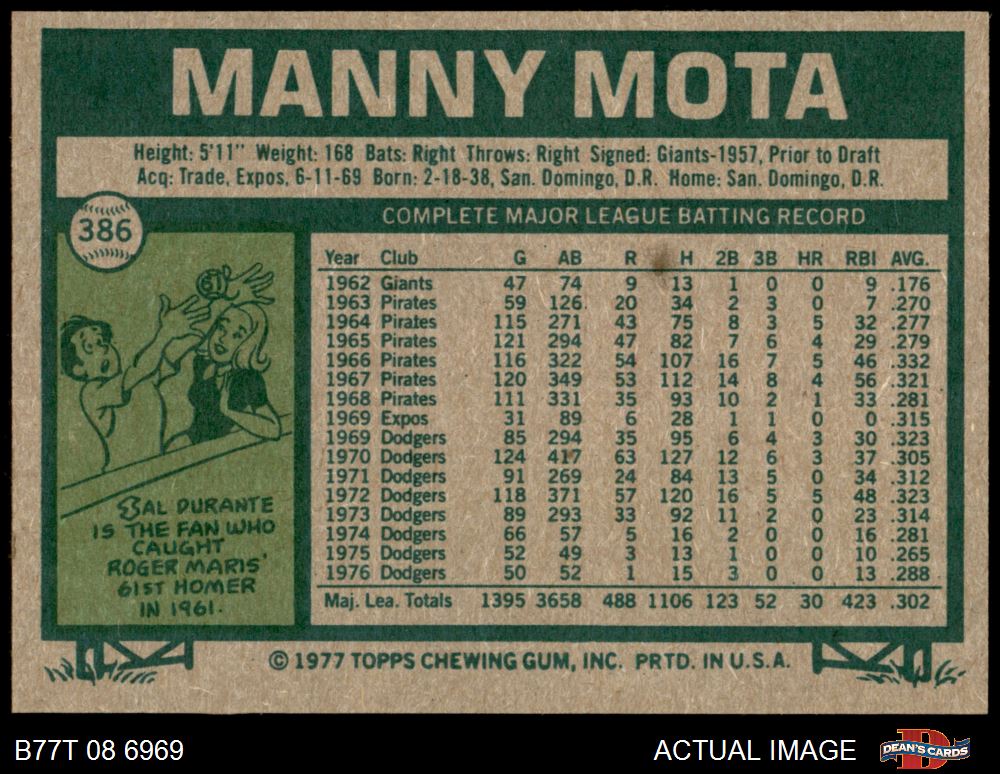 MANNY MOTA
Height: 5'11" Weight: 168 Bats: Right Throws: Right Signed: Giants-1957, Prior to Draft
Acq: Trade, Expos, 6-11-69 Born: 2-18-38, San. Domingo, D.R. Home: San. Domingo, D.R.
386
COMPLETE MAJOR LEAGUE BATTING RECORD
Year Club G AB R H 2B 3B HR RBI AVG.
1962 Giants 47 74 9 13 1 0 0 9 .176
1963 Pirates 59 126 20 34 2 3 0 7 .270
1964 Pirates 115 271 43 75 8 3 5 32 .277
1965 Pirates 121 294 47 82 7 6 4 29 .279
1966 Pirates 116 322 54 107 16 7 5 46 .332
1967 Pirates 120 349 53 112 14 8 4 56 .321
1968 Pirates 111 331 35 93 10 2 1 33 .281
1969 Expos 31 89 6 28 1 1 0 0 .315
1969 Dodgers 85 294 35 95 6 4 3 30 .323
1970 Dodgers 124 417 63 127 12 6 3 37 .305
1971 Dodgers 91 269 24 84 13 5 0 34 .312
1972 Dodgers 118 371 57 120 16 5 5 48 .323
1973 Dodgers 89 293 33 92 11 2 0 23 .314
1974 Dodgers 66 57 5 16 2 0 0 16 .281
1975 Dodgers 52 49 3 13 1 0 0 10 .265
1976 Dodgers 50 52 1 15 3 0 0 13 .288
Maj. Lea. Totals 1395 3658 488 1106 123 52 30 423 .302
SAL DURANTE
IS THE FAN WHO
CAUGHT
ROGER MARIS'
61ST HOMER
IN 1961.
© 1977 TOPPS CHEWING GUM, INC. PRTD. IN U.S.A.
B77T 08 6969
ACTUAL IMAGE
DEAN'S CARDS